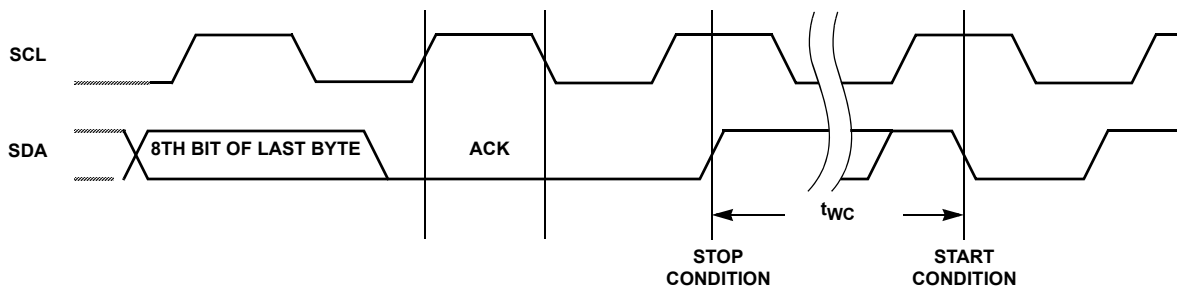 SCL
SDA
8TH BIT OF LAST BYTE
ACK
tWC
STOP
CONDITION
START
CONDITION